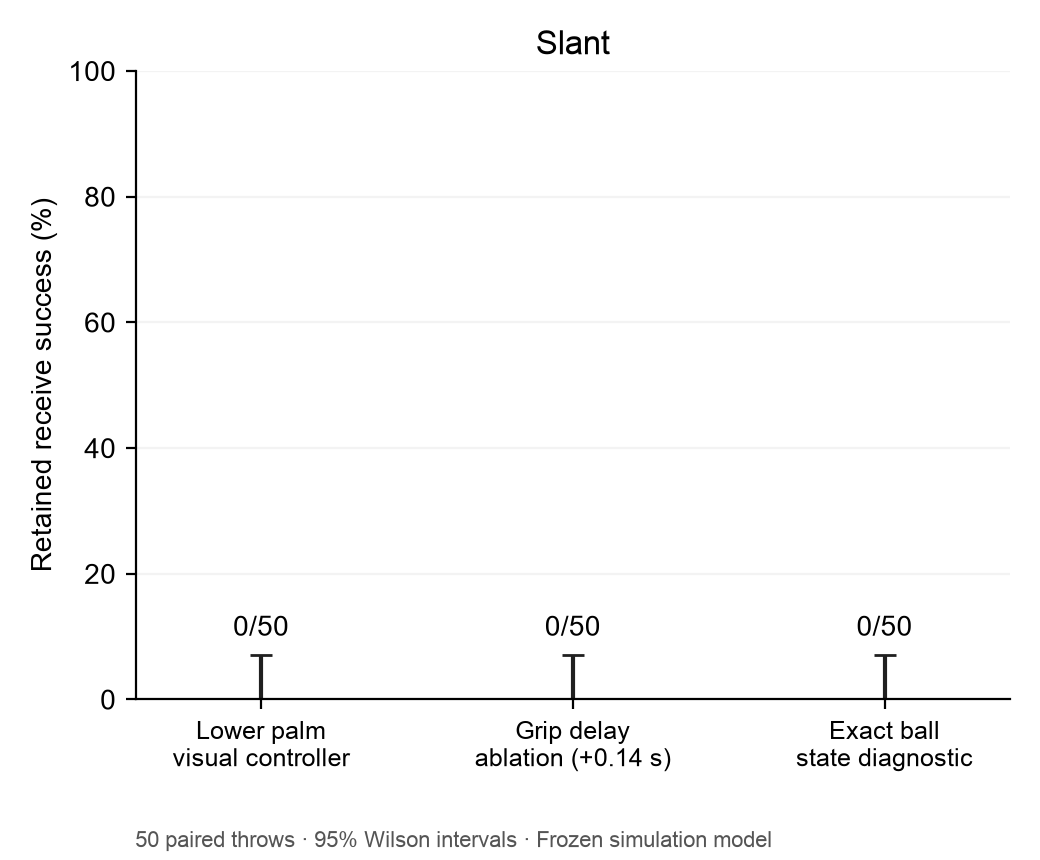 Slant
Retained receive success (%)
100
80
60
40
20
0
0/50
0/50
0/50
Lower palm
visual controller
Grip delay
ablation (+0.14 s)
Exact ball
state diagnostic
50 paired throws · 95% Wilson intervals · Frozen simulation model